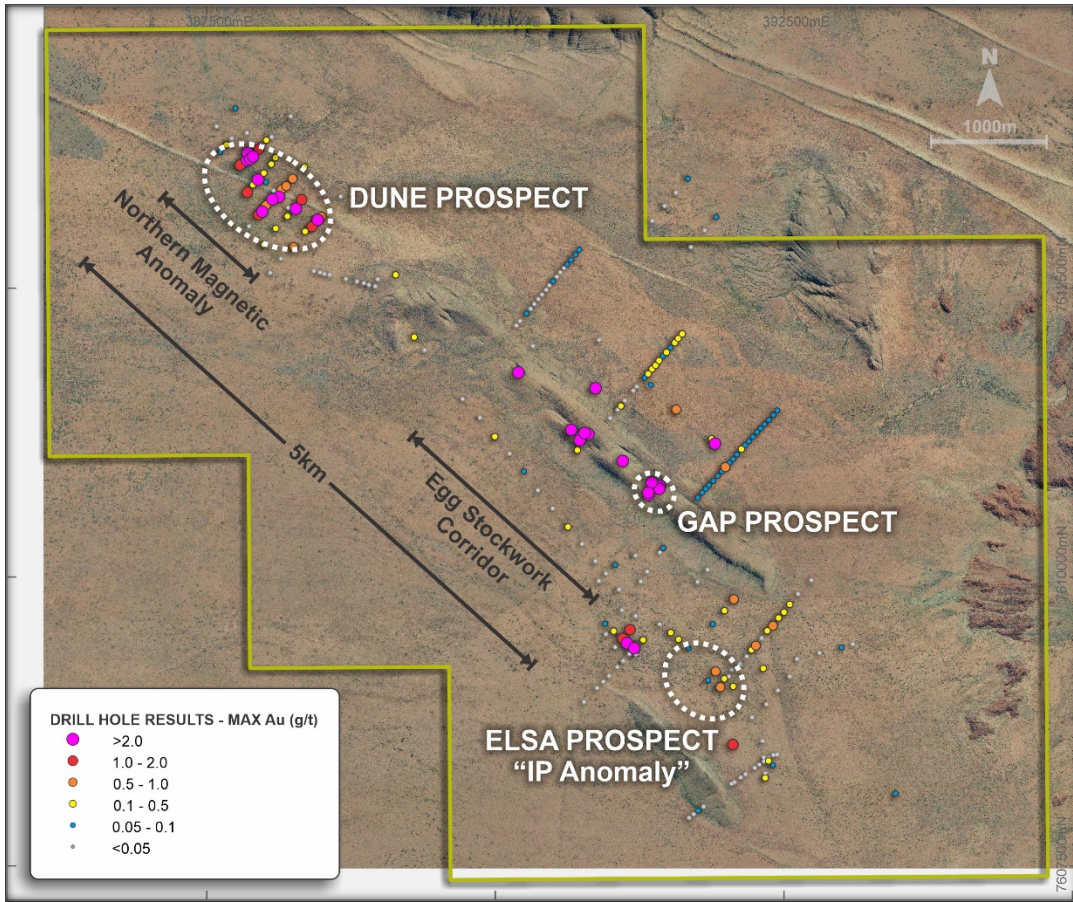 387500mE
392500mE
N
1000m
DUNE PROSPECT
Northern Magnetic
Anomaly
7612500mN
5km
Egg Stockwork
Corridor
GAP PROSPECT
7610000mN
ELSA PROSPECT
“IP Anomaly”
DRILL HOLE RESULTS - MAX Au (g/t)
>2.0
1.0 - 2.0
0.5 - 1.0
0.1 - 0.5
0.05 - 0.1
<0.05
7607500mN